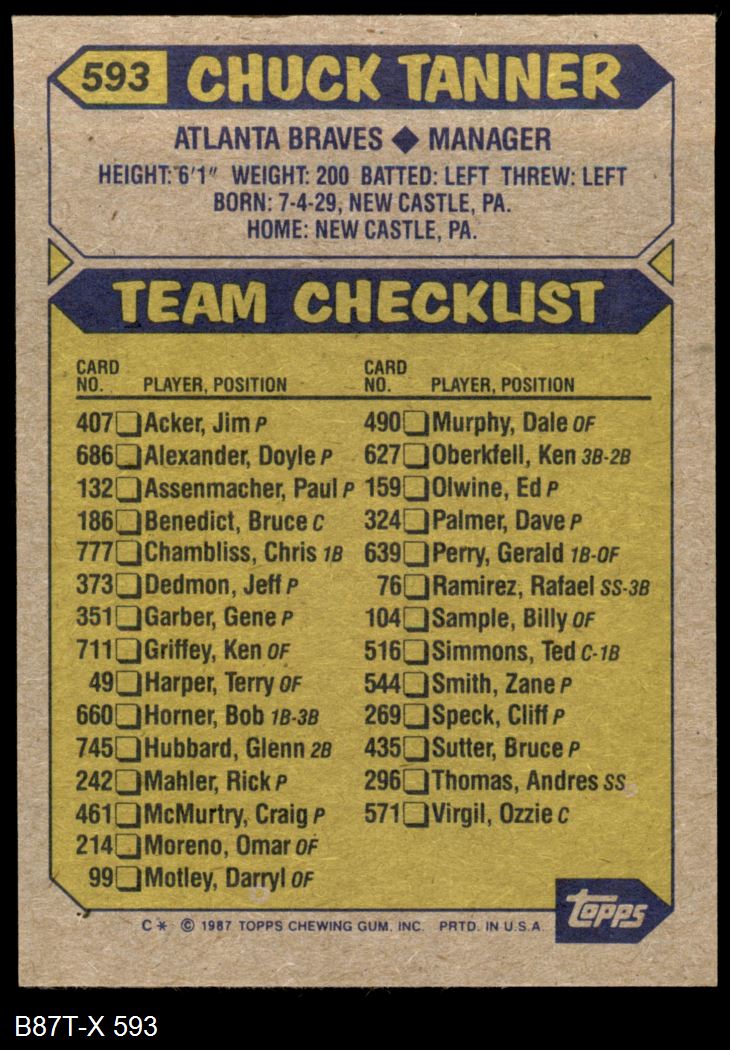 593 CHUCK TANNER
ATLANTA BRAVES ◆ MANAGER
HEIGHT: 6'1" WEIGHT: 200 BATTED: LEFT THREW: LEFT
BORN: 7-4-29, NEW CASTLE, PA.
HOME: NEW CASTLE, PA.
TEAM CHECKLIST
CARD
NO. PLAYER, POSITION
407 Acker, Jim P
686 Alexander, Doyle P
132 Assenmacher, Paul P
186 Benedict, Bruce C
777 Chambliss, Chris 1B
373 Dedmon, Jeff P
351 Garber, Gene P
711 Griffey, Ken OF
49 Harper, Terry OF
660 Horner, Bob 1B-3B
745 Hubbard, Glenn 2B
242 Mahler, Rick P
461 McMurtry, Craig P
214 Moreno, Omar OF
99 Motley, Darryl OF
CARD
NO. PLAYER, POSITION
490 Murphy, Dale OF
627 Oberkfell, Ken 3B-2B
159 Olwine, Ed P
324 Palmer, Dave P
639 Perry, Gerald 1B-OF
76 Ramirez, Rafael SS-3B
104 Sample, Billy OF
516 Simmons, Ted C-1B
544 Smith, Zane P
269 Speck, Cliff P
435 Sutter, Bruce P
296 Thomas, Andres SS
571 Virgil, Ozzie C
topps
C * © 1987 TOPPS CHEWING GUM. INC. PRTD. IN U.S.A.
B87T-X 593